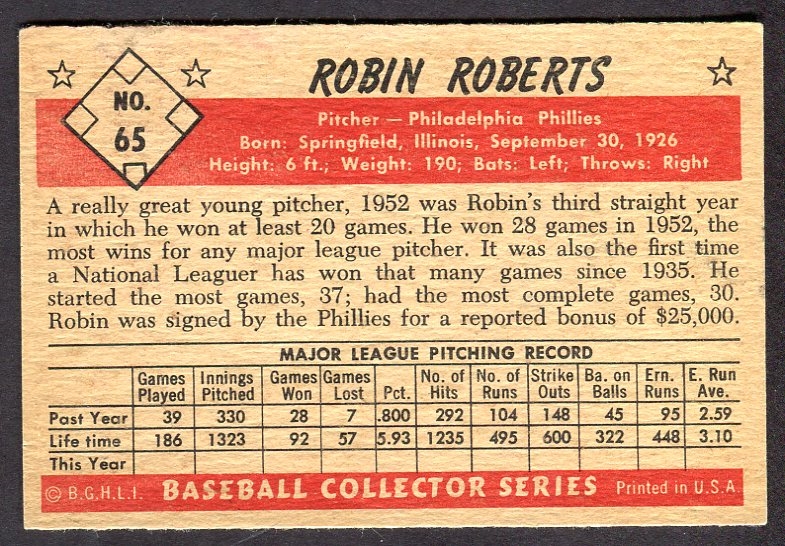 NO.
65
ROBIN ROBERTS
Pitcher — Philadelphia Phillies
Born: Springfield, Illinois, September 30, 1926
Height: 6 ft.; Weight: 190; Bats: Left; Throws: Right
A really great young pitcher, 1952 was Robin's third straight year
in which he won at least 20 games. He won 28 games in 1952, the
most wins for any major league pitcher. It was also the first time
a National Leaguer has won that many games since 1935. He
started the most games, 37; had the most complete games, 30.
Robin was signed by the Phillies for a reported bonus of $25,000.
MAJOR LEAGUE PITCHING RECORD
Games Innings Games Games No. of No. of Strike Ba. on Ern. E. Run
Played Pitched Won Lost Pct. Hits Runs Outs Balls Runs Ave.
Past Year 39 330 28 7 .800 292 104 148 45 95 2.59
Life time 186 1323 92 57 5.93 1235 495 600 322 448 3.10
This Year
© B.G.H.L.I. BASEBALL COLLECTOR SERIES Printed in U.S.A